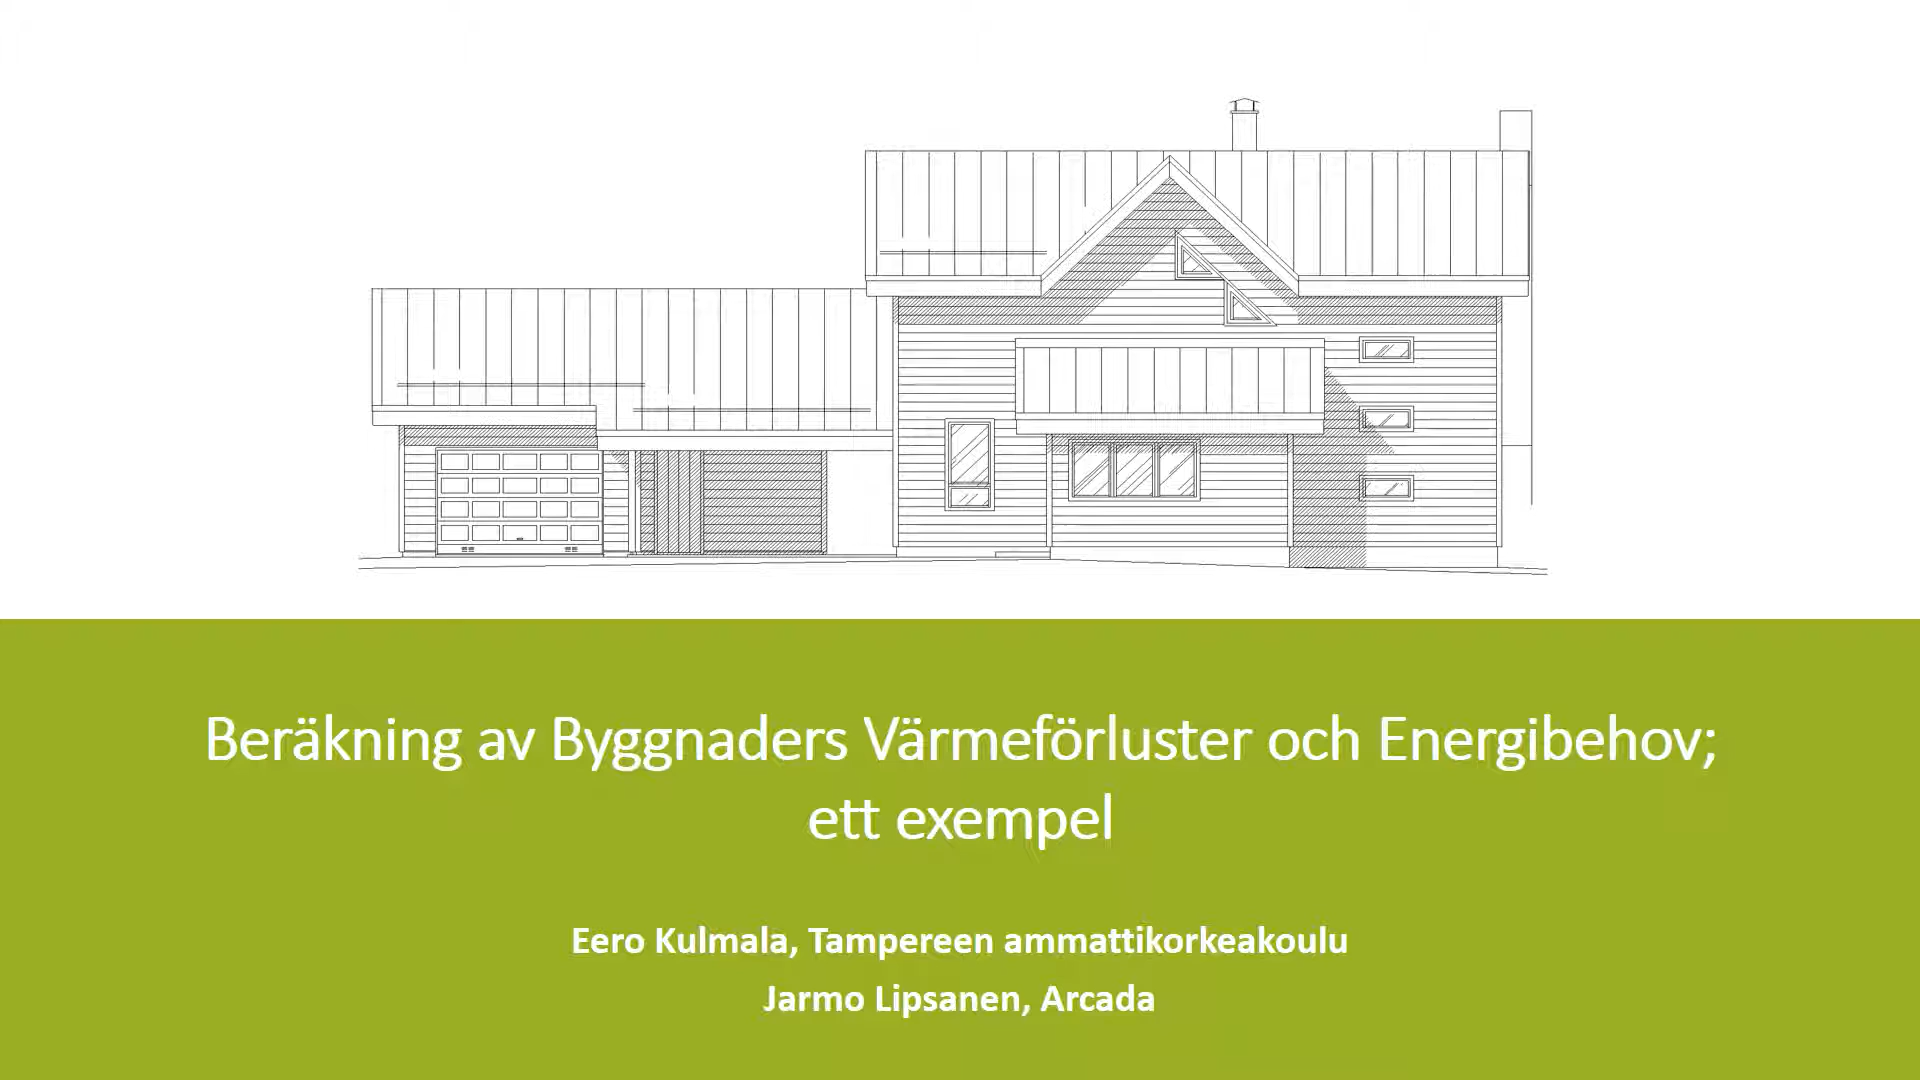 Beräkning av Byggnaders Värmeförluster och Energibehov;
ett exempel
Eero Kulmala, Tampereen ammattikorkeakoulu
Jarmo Lipsanen, Arcada